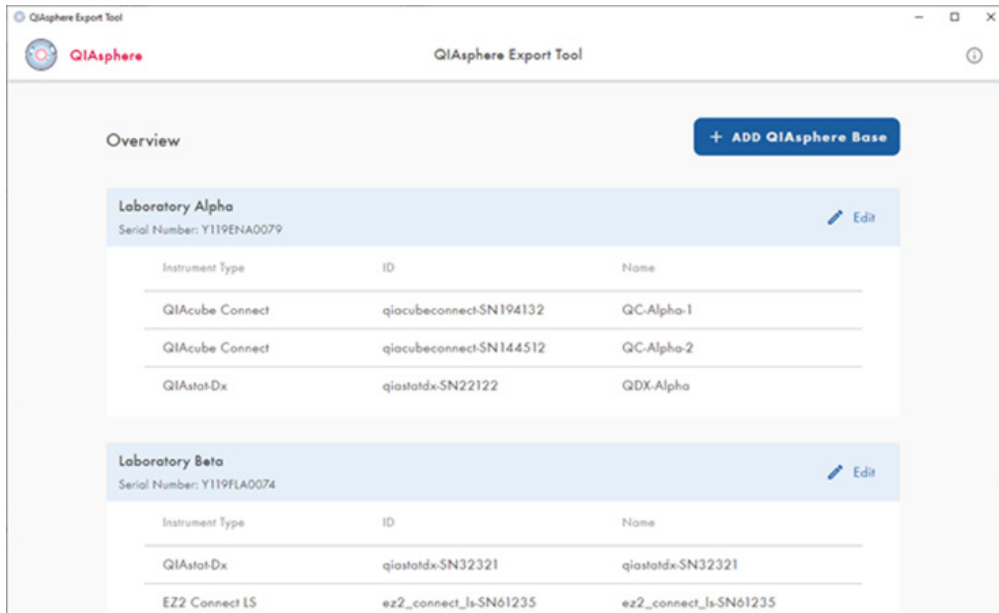 QIAsphere Export Tool
QIAsphere
QIAsphere Export Tool
Overview
+ ADD QIAsphere Base
Laboratory Alpha
Serial Number: Y119ENA0079
Edit
Instrument Type ID Name
QIAcube Connect qiacubeconnect-SN194132 QC-Alpha-1
QIAcube Connect qiacubeconnect-SN144512 QC-Alpha-2
QIAstat-Dx qiastatdx-SN22122 QDX-Alpha
Laboratory Beta
Serial Number: Y119FLA0074
Edit
Instrument Type ID Name
QIAstat-Dx qiastatdx-SN32321 qiastatdx-SN32321
EZ2 Connect LS ez2_connect_ls-SN61235 ez2_connect_ls-SN61235